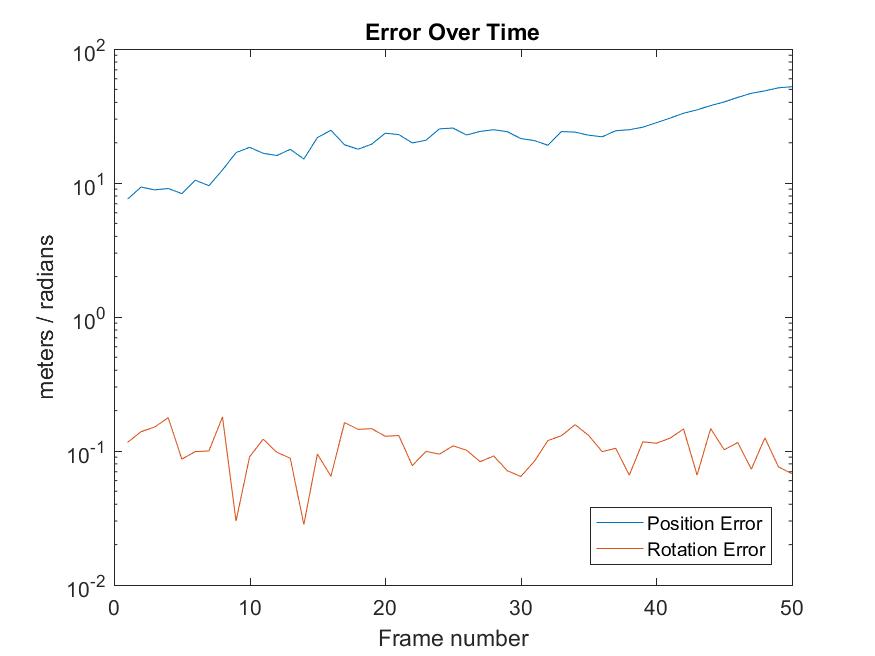 Error Over Time
10^2
10^1
10^0
10^-1
10^-2
meters / radians
0 10 20 30 40 50
Frame number
Position Error
Rotation Error